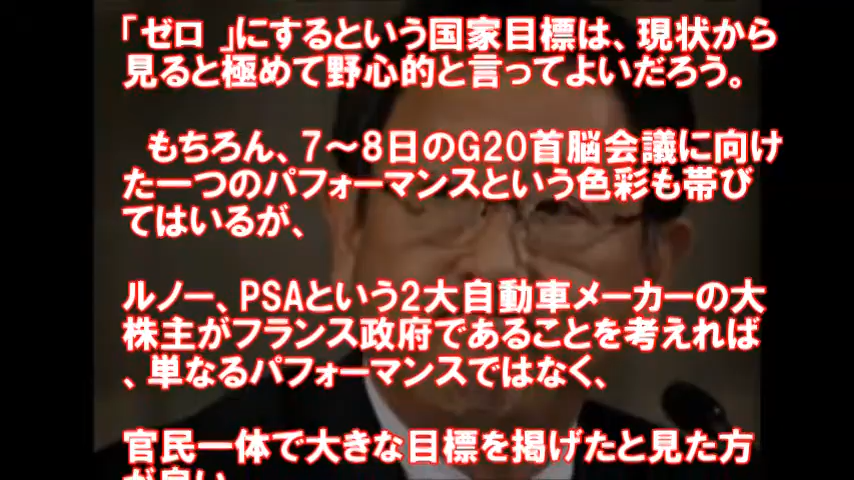 「ゼロ 」にするという国家目標は、現状から
見ると極めて野心的と言ってよいだろう。
もちろん、7〜8日のG20首脳会議に向け
た一つのパフォーマンスという色彩も帯び
てはいるが、
ルノー、PSAという2大自動車メーカーの大
株主がフランス政府であることを考えれば
、単なるパフォーマンスではなく、
官民一体で大きな目標を掲げたと見た方
が良い